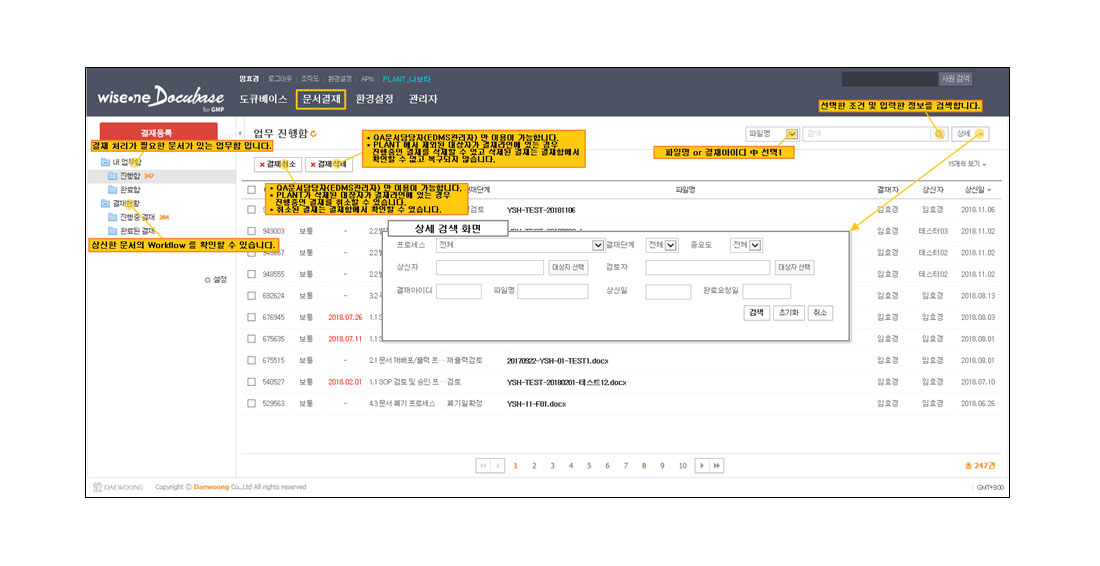 임효경 | 로그아웃 | 조직도 | 환경설정 | APIs | PLANT_나보타
사원 검색
wise•ne Docubase
for GMP
도큐베이스 문서결재 환경설정 관리자
선택한 조건 및 입력한 정보를 검색합니다.
결재등록
결재 처리가 필요한 문서가 있는 업무함 입니다.
내 업무함
진행함 247
완료함
결재현황
진행중 결재 284
완료된 결재
상신한 문서의 Workflow 를 확인할 수 있습니다.
설정
업무 진행함
파일명
검색
상세
파일명 or 결재아이디 中 선택1
* QA문서담당자(EDMS관리자) 만 이용이 가능합니다.
* PLANT 에서 제외된 대상자가 결재라인에 있는 경우
진행중인 결재를 삭제할 수 있고 삭제된 결재는 결재함에서
확인할 수 없고 복구되지 않습니다.
결재취소
결재삭제
15개씩 보기
* QA문서담당자(EDMS관리자) 만 이용이 가능합니다.
* PLANT가 삭제된 대상자가 결재라인에 있는 경우
진행중인 결재를 취소할 수 있습니다.
* 취소된 결재는 결재함에서 확인할 수 있습니다.
재단계 파일명 결재자 상신자 상신일
검토 YSH-TEST-20181106 임효경 임효경 2018.11.06
949003 보통 - 임효경 테스터03 2018.11.02
보통 - 임효경 테스터02 2018.11.02
948555 보통 - 임효경 테스터02 2018.11.02
692624 보통 - 임효경 임효경 2018.08.13
676945 보통 2018.07.26 임효경 임효경 2018.08.03
675635 보통 2018.07.11 임효경 임효경 2018.08.01
675515 보통 - 2.1 문서 재배포/출력 프… 재출력검토 20170922-YSH-01-TEST1.docx 임효경 임효경 2018.08.01
540527 보통 2018.02.01 1.1 SOP 검토 및 승인 프… 검토 YSH-TEST-20180201-테스트12.docx 임효경 임효경 2018.07.10
529563 보통 - 4.3 문서 폐기 프로세스 폐기일확정 YSH-11-F01.docx 임효경 임효경 2018.06.26
상세 검색 화면
프로세스 전체 결재단계 전체 중요도 전체
상신자 대상자 선택 검토자 대상자 선택
결재아이디 파일명 상신일 완료요청일
검색 초기화 취소
1 2 3 4 5 6 7 8 9 10
총 247건
DAEWOONG Copyright © Daewoong Co.,Ltd All rights reserved
GMT+9:00